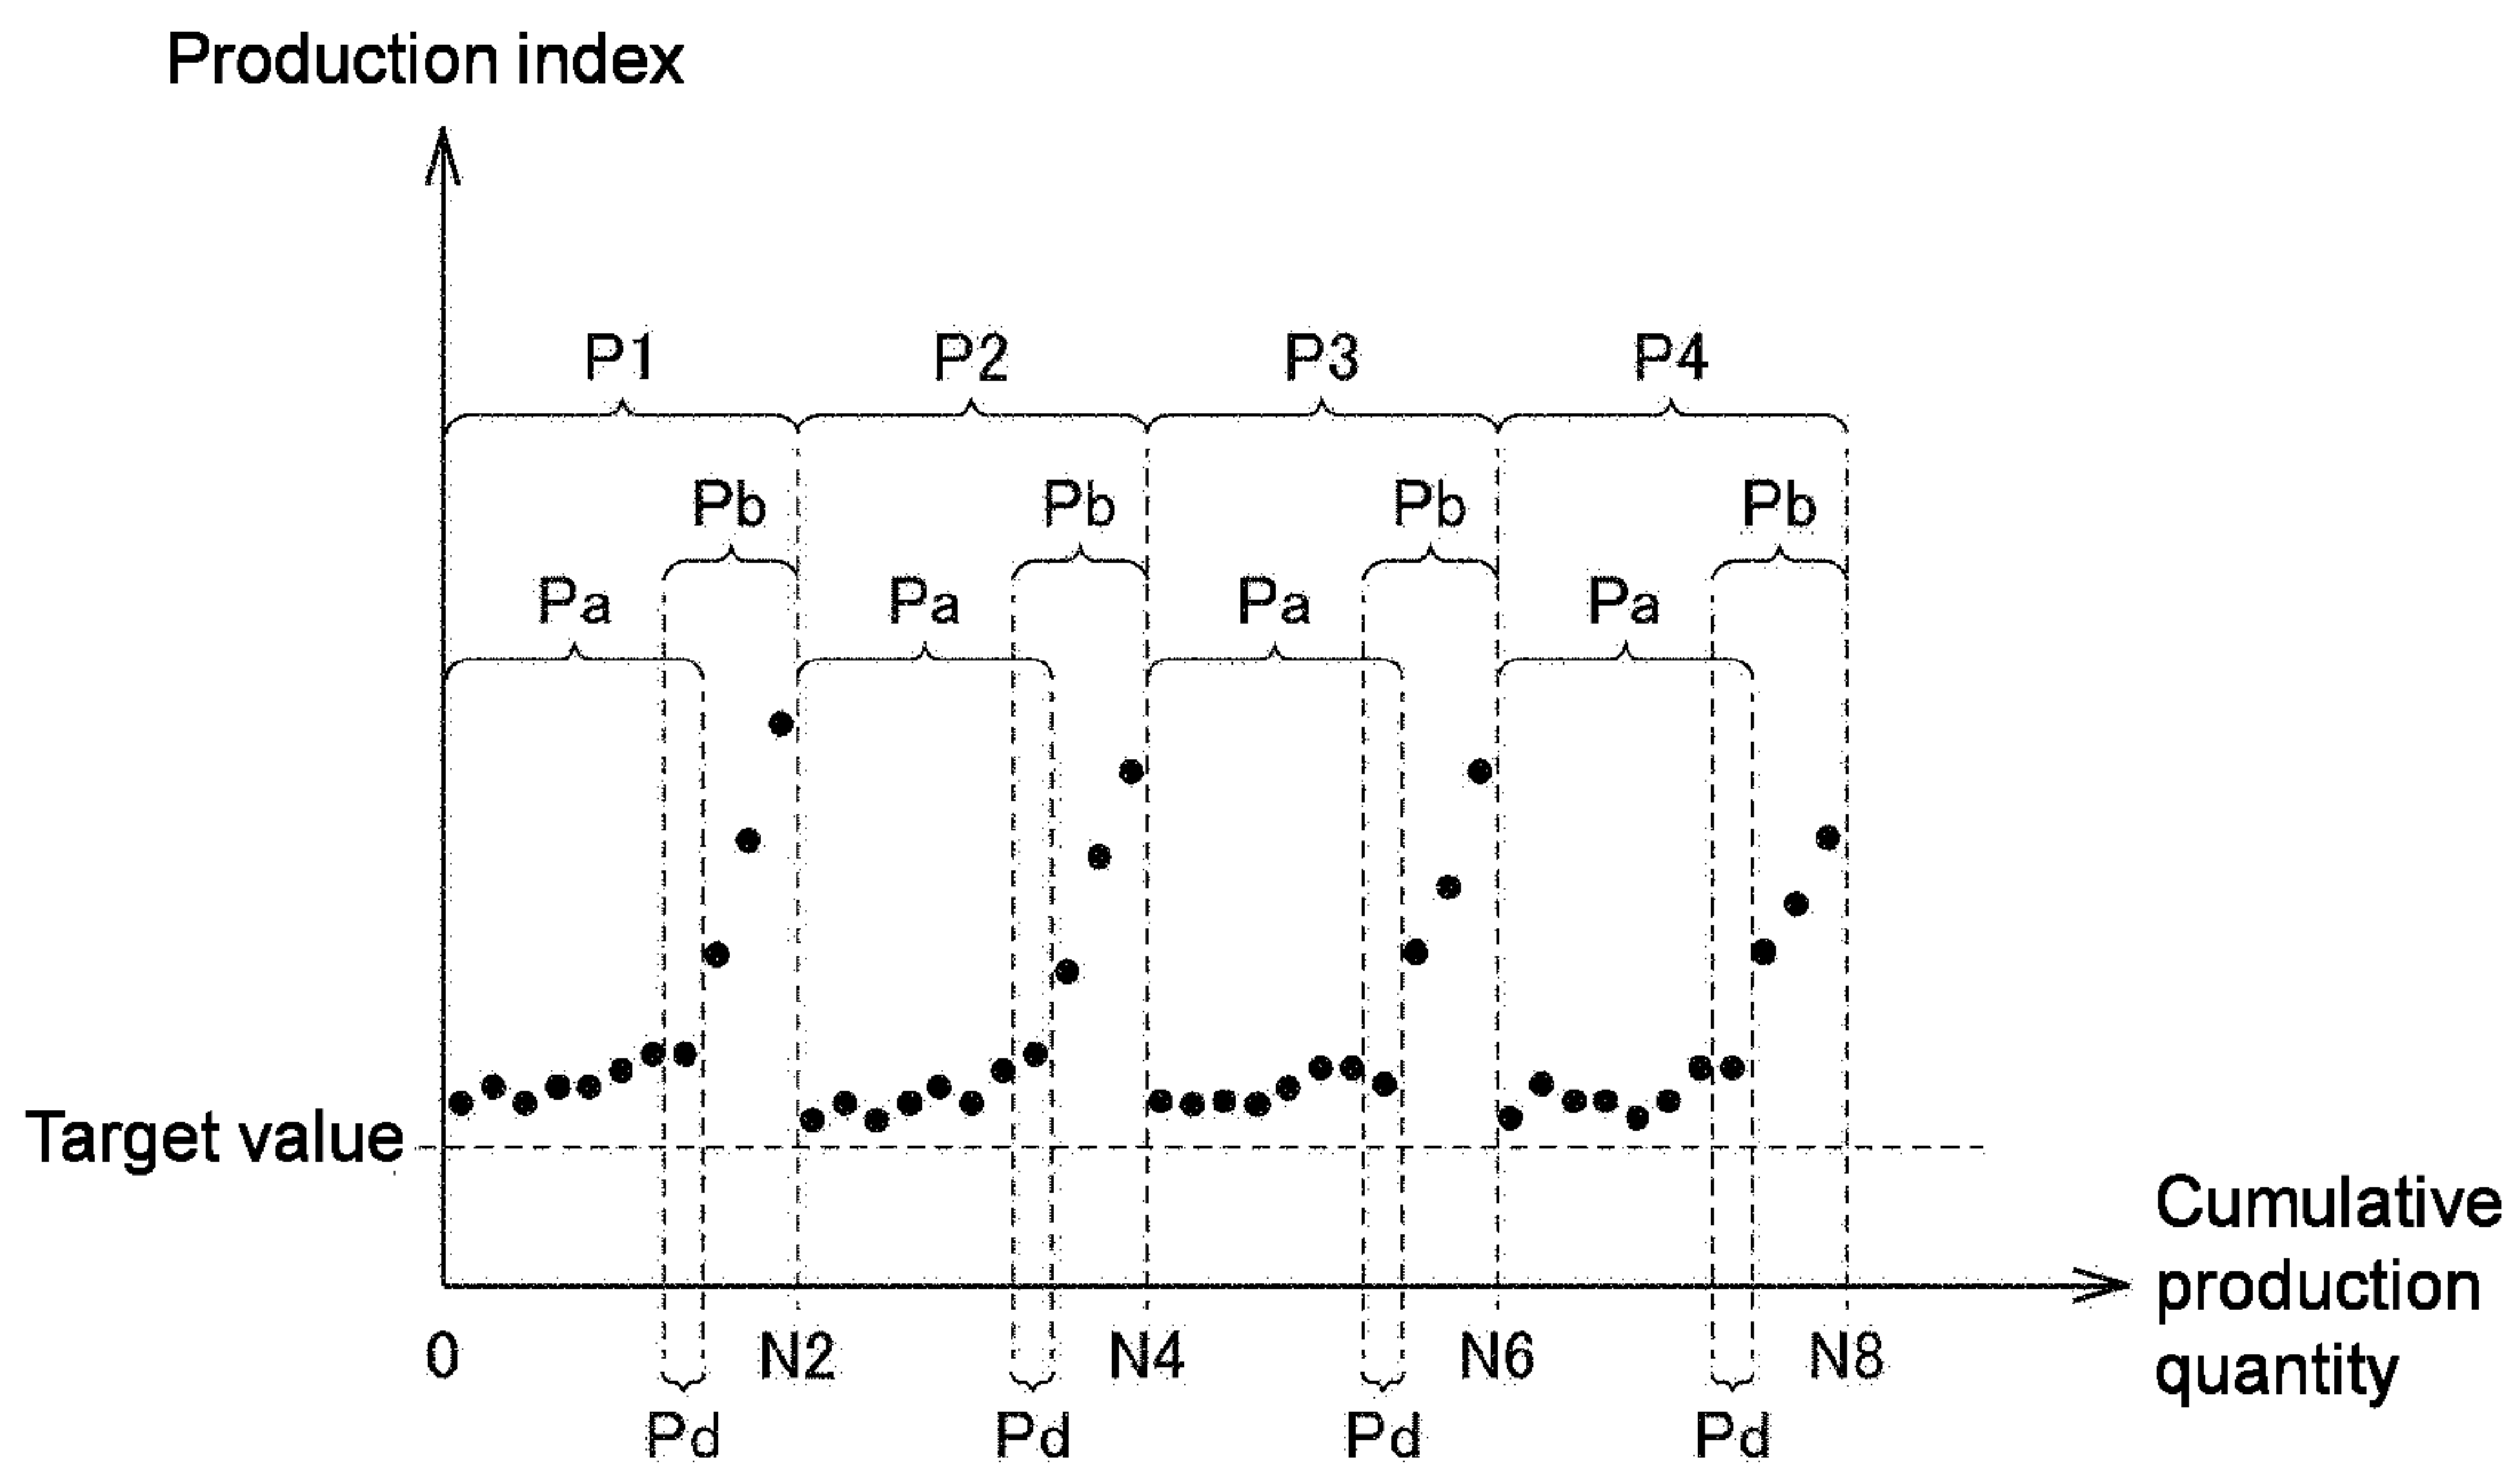 Production index
P1 P2 P3 P4
Pb Pb Pb Pb
Pa Pa Pa Pa
Target value
Cumulative
production
quantity
0 N2 N4 N6 N8
Pd Pd Pd Pd